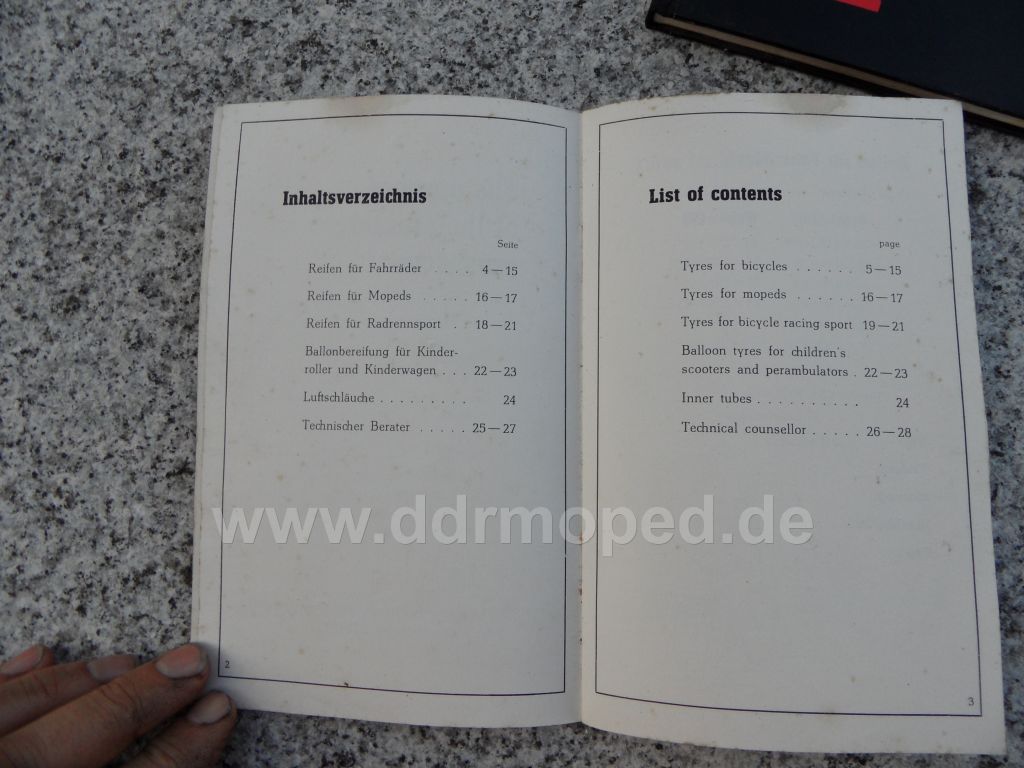 Inhaltsverzeichnis
Seite
Reifen für Fahrräder . . . . 4 — 15
Reifen für Mopeds . . . . . 16 — 17
Reifen für Radrennsport . 18 — 21
Ballonbereifung für Kinder-
roller und Kinderwagen . . . 22 — 23
Luftschläuche . . . . . . . . . 24
Technischer Berater . . . . . 25 — 27
2
List of contents
page
Tyres for bicycles . . . . . . 5 — 15
Tyres for mopeds . . . . . . 16 — 17
Tyres for bicycle racing sport 19 — 21
Balloon tyres for children's
scooters and perambulators . 22 — 23
Inner tubes . . . . . . . . . . 24
Technical counsellor . . . . . 26 — 28
3
www.ddrmoped.de